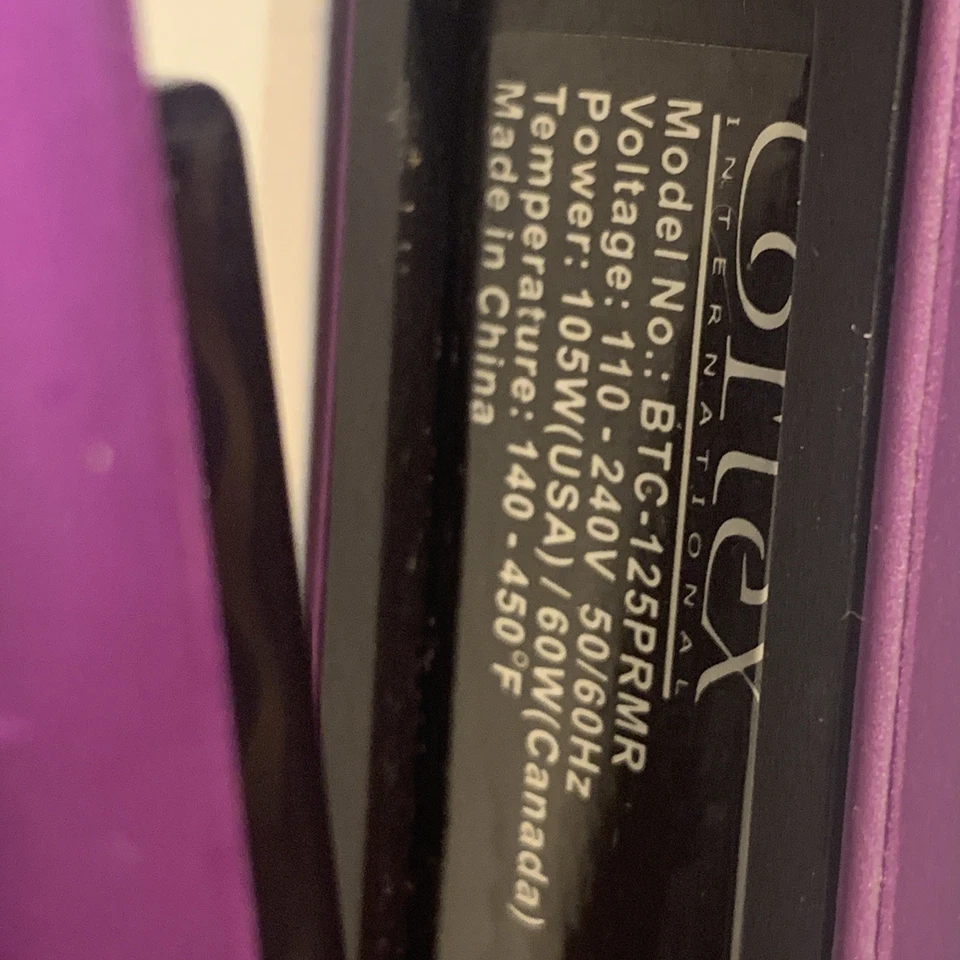 Cortex
INTERNATIONAL
Model No.: BTC-125PRMR
Voltage: 110 - 240V 50/60Hz
Power: 105W(USA) / 60W(Canada)
Temperature: 140 - 450°F
Made in China